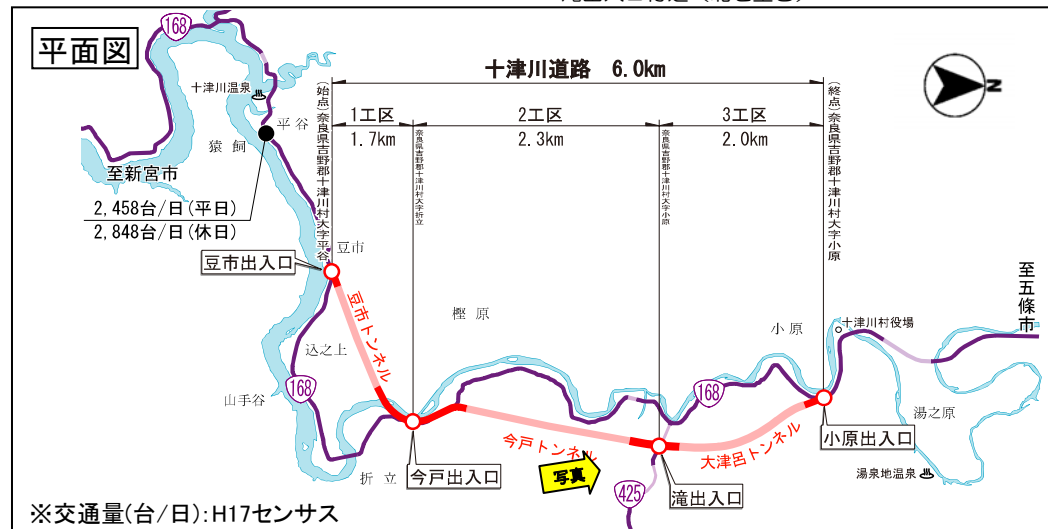 平面図
168
十津川温泉
平谷
猿飼
至新宮市
2,458台/日(平日)
2,848台/日(休日)
十津川道路 6.0km
(始点)奈良県吉野郡十津川村大字平谷
1工区
1.7km
奈良県吉野郡十津川村大字折立
2工区
2.3km
奈良県吉野郡十津川村大字小原
3工区
2.0km
(終点)奈良県吉野郡十津川村大字小原
N
至五條市
豆市
豆市出入口
豆市トンネル
樫原
小原
十津川村役場
込之上
168
山手谷
168
湯之原
今戸トンネル
大津呂トンネル
小原出入口
折立
今戸出入口
写真
滝出入口
湯泉地温泉
425
※交通量(台/日):H17センサス